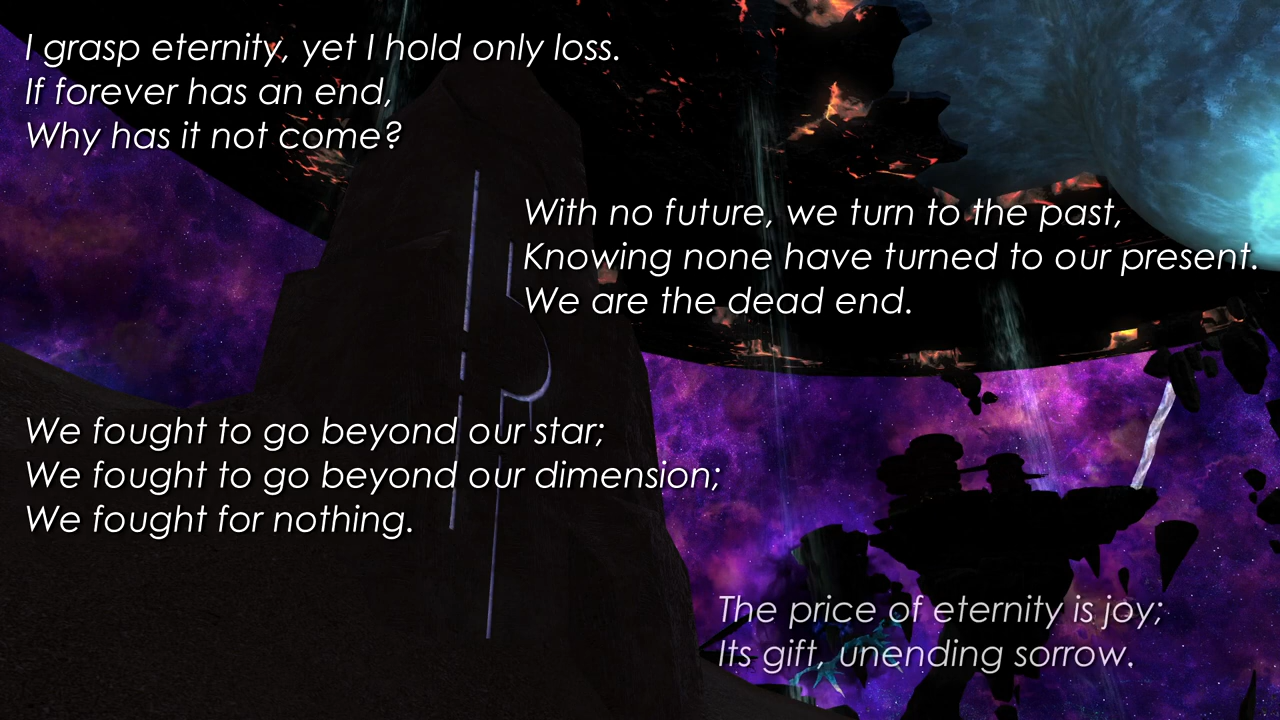 I grasp eternity, yet I hold only loss.
If forever has an end,
Why has it not come?
With no future, we turn to the past,
Knowing none have turned to our present.
We are the dead end.
We fought to go beyond our star;
We fought to go beyond our dimension;
We fought for nothing.
The price of eternity is joy;
Its gift, unending sorrow.